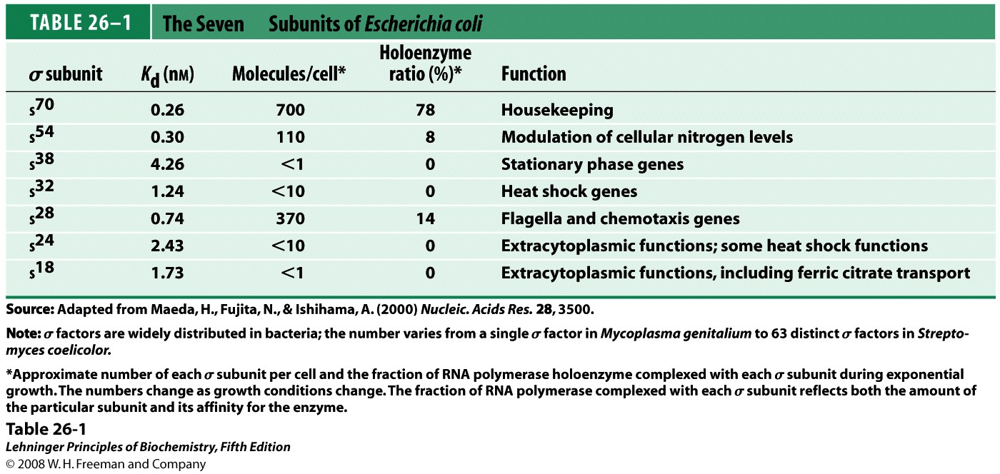 TABLE 26–1 The Seven Subunits of Escherichia coli
σ subunit Kd (nM) Molecules/cell* Holoenzyme ratio (%)* Function
s70 0.26 700 78 Housekeeping
s54 0.30 110 8 Modulation of cellular nitrogen levels
s38 4.26 <1 0 Stationary phase genes
s32 1.24 <10 0 Heat shock genes
s28 0.74 370 14 Flagella and chemotaxis genes
s24 2.43 <10 0 Extracytoplasmic functions; some heat shock functions
s18 1.73 <1 0 Extracytoplasmic functions, including ferric citrate transport
Source: Adapted from Maeda, H., Fujita, N., & Ishihama, A. (2000) Nucleic. Acids Res. 28, 3500.
Note: σ factors are widely distributed in bacteria; the number varies from a single σ factor in Mycoplasma genitalium to 63 distinct σ factors in Strepto-
myces coelicolor.
*Approximate number of each σ subunit per cell and the fraction of RNA polymerase holoenzyme complexed with each σ subunit during exponential
growth. The numbers change as growth conditions change. The fraction of RNA polymerase complexed with each σ subunit reflects both the amount of
the particular subunit and its affinity for the enzyme.
Table 26-1
Lehninger Principles of Biochemistry, Fifth Edition
© 2008 W. H. Freeman and Company